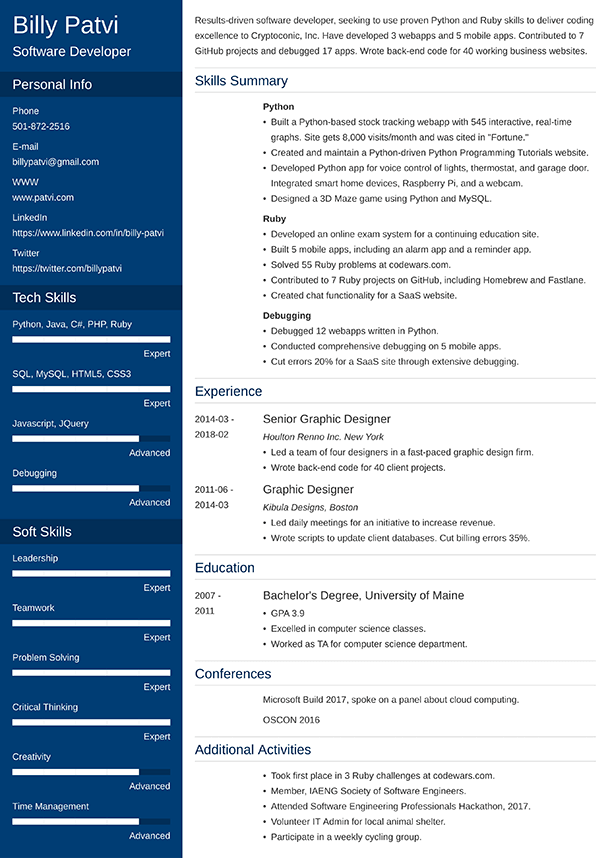 Billy Patvi
Software Developer
Personal Info
Phone
501-872-2516
E-mail
billypatvi@gmail.com
WWW
www.patvi.com
LinkedIn
https://www.linkedin.com/in/billy-patvi
Twitter
https://twitter.com/billypatvi
Tech Skills
Python, Java, C#, PHP, Ruby
Expert
SQL, MySQL, HTML5, CSS3
Expert
Javascript, JQuery
Advanced
Debugging
Advanced
Soft Skills
Leadership
Expert
Teamwork
Expert
Problem Solving
Expert
Critical Thinking
Expert
Creativity
Advanced
Time Management
Advanced
Results-driven software developer, seeking to use proven Python and Ruby skills to deliver coding
excellence to Cryptoconic, Inc. Have developed 3 webapps and 5 mobile apps. Contributed to 7
GitHub projects and debugged 17 apps. Wrote back-end code for 40 working business websites.
Skills Summary
Python
• Built a Python-based stock tracking webapp with 545 interactive, real-time
graphs. Site gets 8,000 visits/month and was cited in "Fortune."
• Created and maintain a Python-driven Python Programming Tutorials website.
• Developed Python app for voice control of lights, thermostat, and garage door.
Integrated smart home devices, Raspberry Pi, and a webcam.
• Designed a 3D Maze game using Python and MySQL.
Ruby
• Developed an online exam system for a continuing education site.
• Built 5 mobile apps, including an alarm app and a reminder app.
• Solved 55 Ruby problems at codewars.com.
• Contributed to 7 Ruby projects on GitHub, including Homebrew and Fastlane.
• Created chat functionality for a SaaS website.
Debugging
• Debugged 12 webapps written in Python.
• Conducted comprehensive debugging on 5 mobile apps.
• Cut errors 20% for a SaaS site through extensive debugging.
Experience
2014-03 -
2018-02
Senior Graphic Designer
Houlton Renno Inc. New York
• Led a team of four designers in a fast-paced graphic design firm.
• Wrote back-end code for 40 client projects.
2011-06 -
2014-03
Graphic Designer
Kibula Designs, Boston
• Led daily meetings for an initiative to increase revenue.
• Wrote scripts to update client databases. Cut billing errors 35%.
Education
2007 -
2011
Bachelor's Degree, University of Maine
• GPA 3.9
• Excelled in computer science classes.
• Worked as TA for computer science department.
Conferences
Microsoft Build 2017, spoke on a panel about cloud computing.
OSCON 2016
Additional Activities
• Took first place in 3 Ruby challenges at codewars.com.
• Member, IAENG Society of Software Engineers.
• Attended Software Engineering Professionals Hackathon, 2017.
• Volunteer IT Admin for local animal shelter.
• Participate in a weekly cycling group.